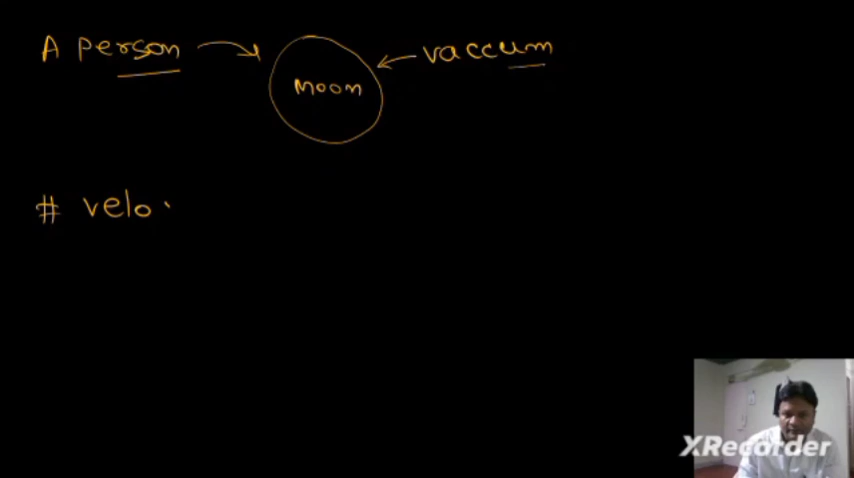 A person → moon ← vaccum
# velo
XRecorder